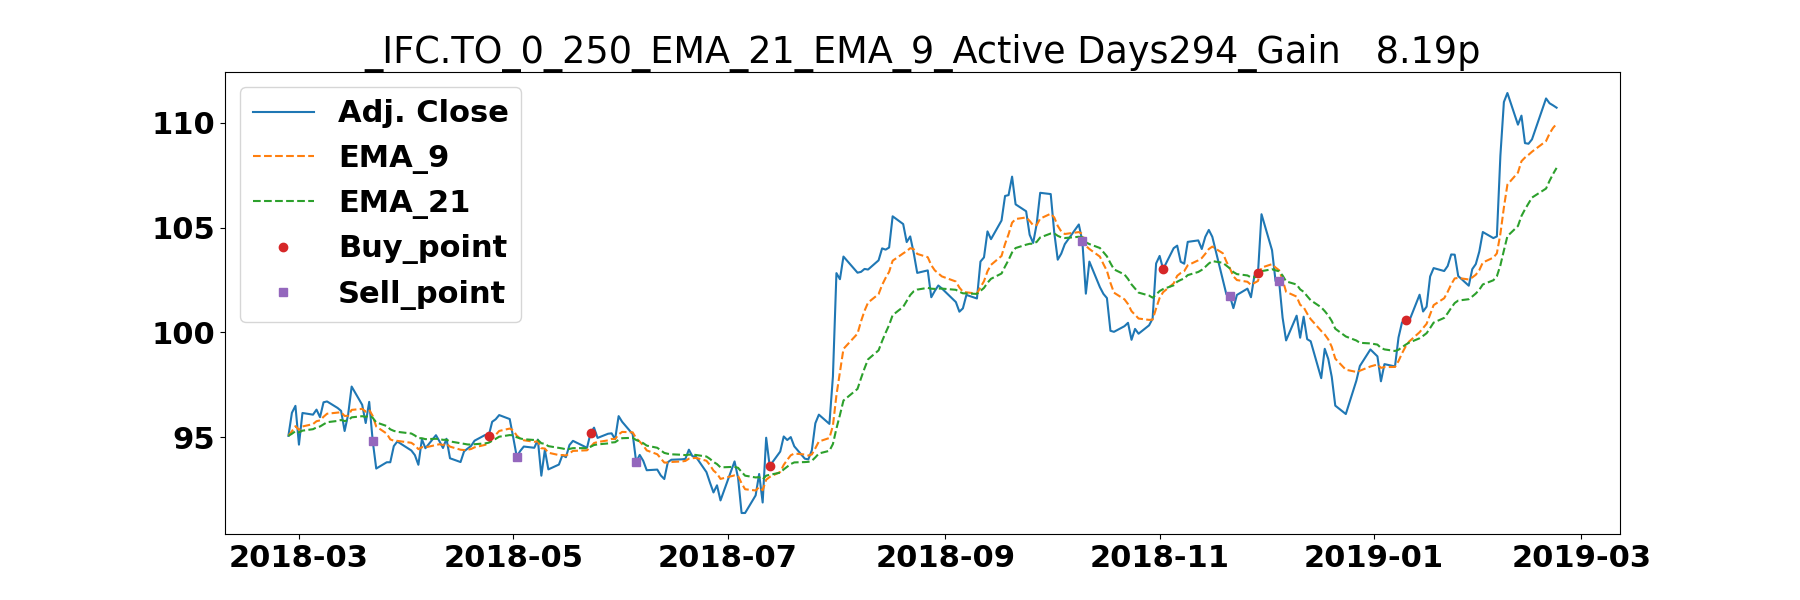 _IFC.TO_0_250_EMA_21_EMA_9_Active Days294_Gain   8.19p
Adj. Close
EMA_9
EMA_21
Buy_point
Sell_point
110
105
100
95
2018-03 2018-05 2018-07 2018-09 2018-11 2019-01 2019-03